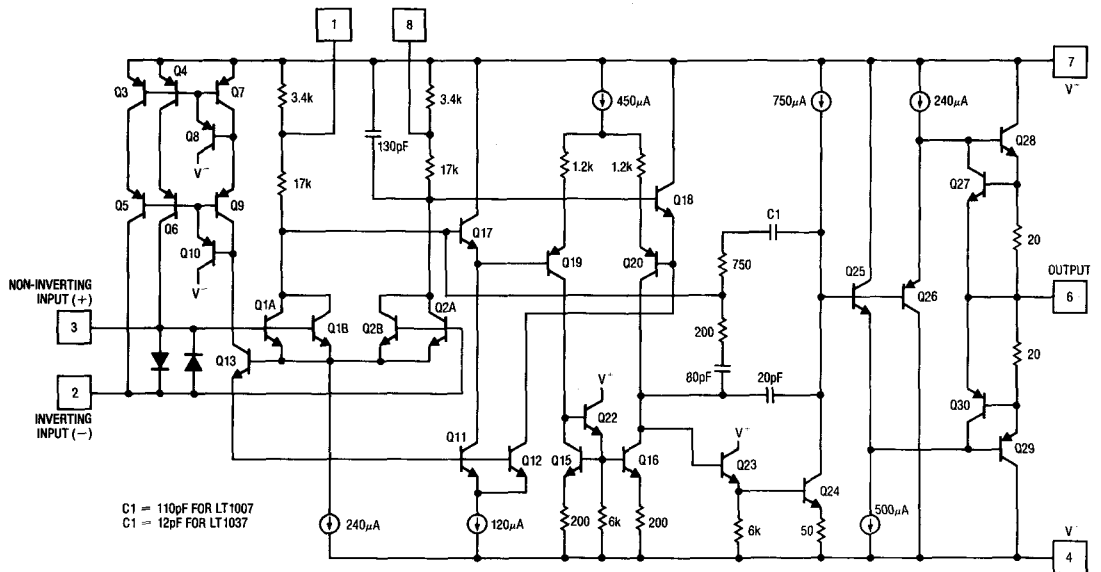 1
8
Q3
Q4
Q7
Q8
V⁻
3.4k
130pF
3.4k
450μA
750μA
240μA
7
V⁻
17k
17k
1.2k
1.2k
Q28
Q27
Q5
Q6
Q9
Q18
Q17
C1
20
Q10
V⁻
Q19
Q20
750
Q25
Q26
OUTPUT
6
NON-INVERTING
INPUT (+)
3
Q1A
Q1B
Q2B
Q2A
200
20
Q13
80pF
20pF
2
INVERTING
INPUT (−)
V⁺
Q22
Q30
Q11
Q12
Q15
Q16
V⁻
Q23
Q24
Q29
C1 = 110pF FOR LT1007
C1 = 12pF FOR LT1037
240μA
120μA
200
6k
200
6k
50
500μA
V⁻
4